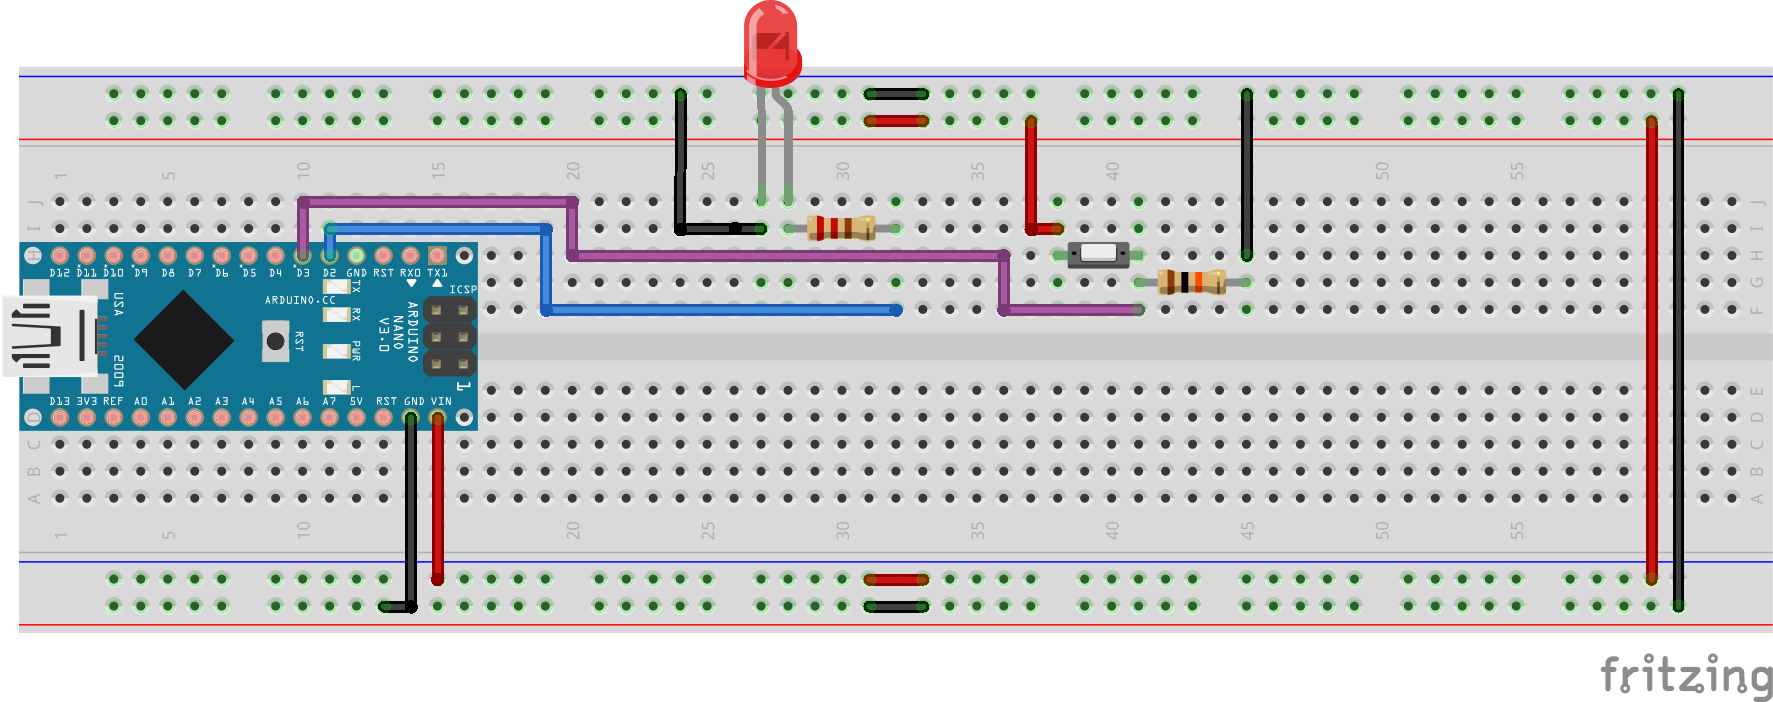 1 5 10 15 20 25 30 35 40 45 50 55
J J
I I
H H
D12 D11 D10 D9 D8 D7 D6 D5 D4 D3 D2 GND RST RX0 TX1
G
F
TX
RX
PWR
L
USA
2009
ARDUINO.CC
RST
ICSP
ARDUINO
NANO
V3.0
1
D13 3V3 REF A0 A1 A2 A3 A4 A5 A6 A7 5V RST GND VIN
E
D D
C C
B B
A A
1 5 10 15 20 25 30 35 40 45 50 55
fritzing